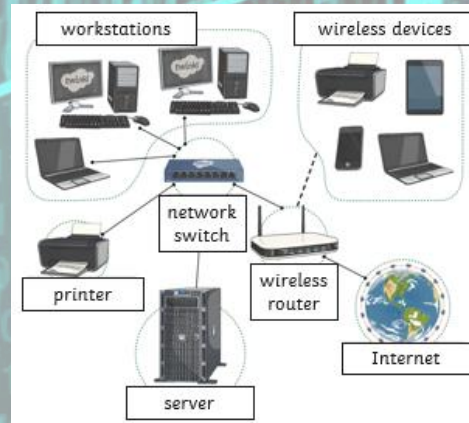 workstations
wireless devices
network
switch
printer
wireless
router
Internet
server